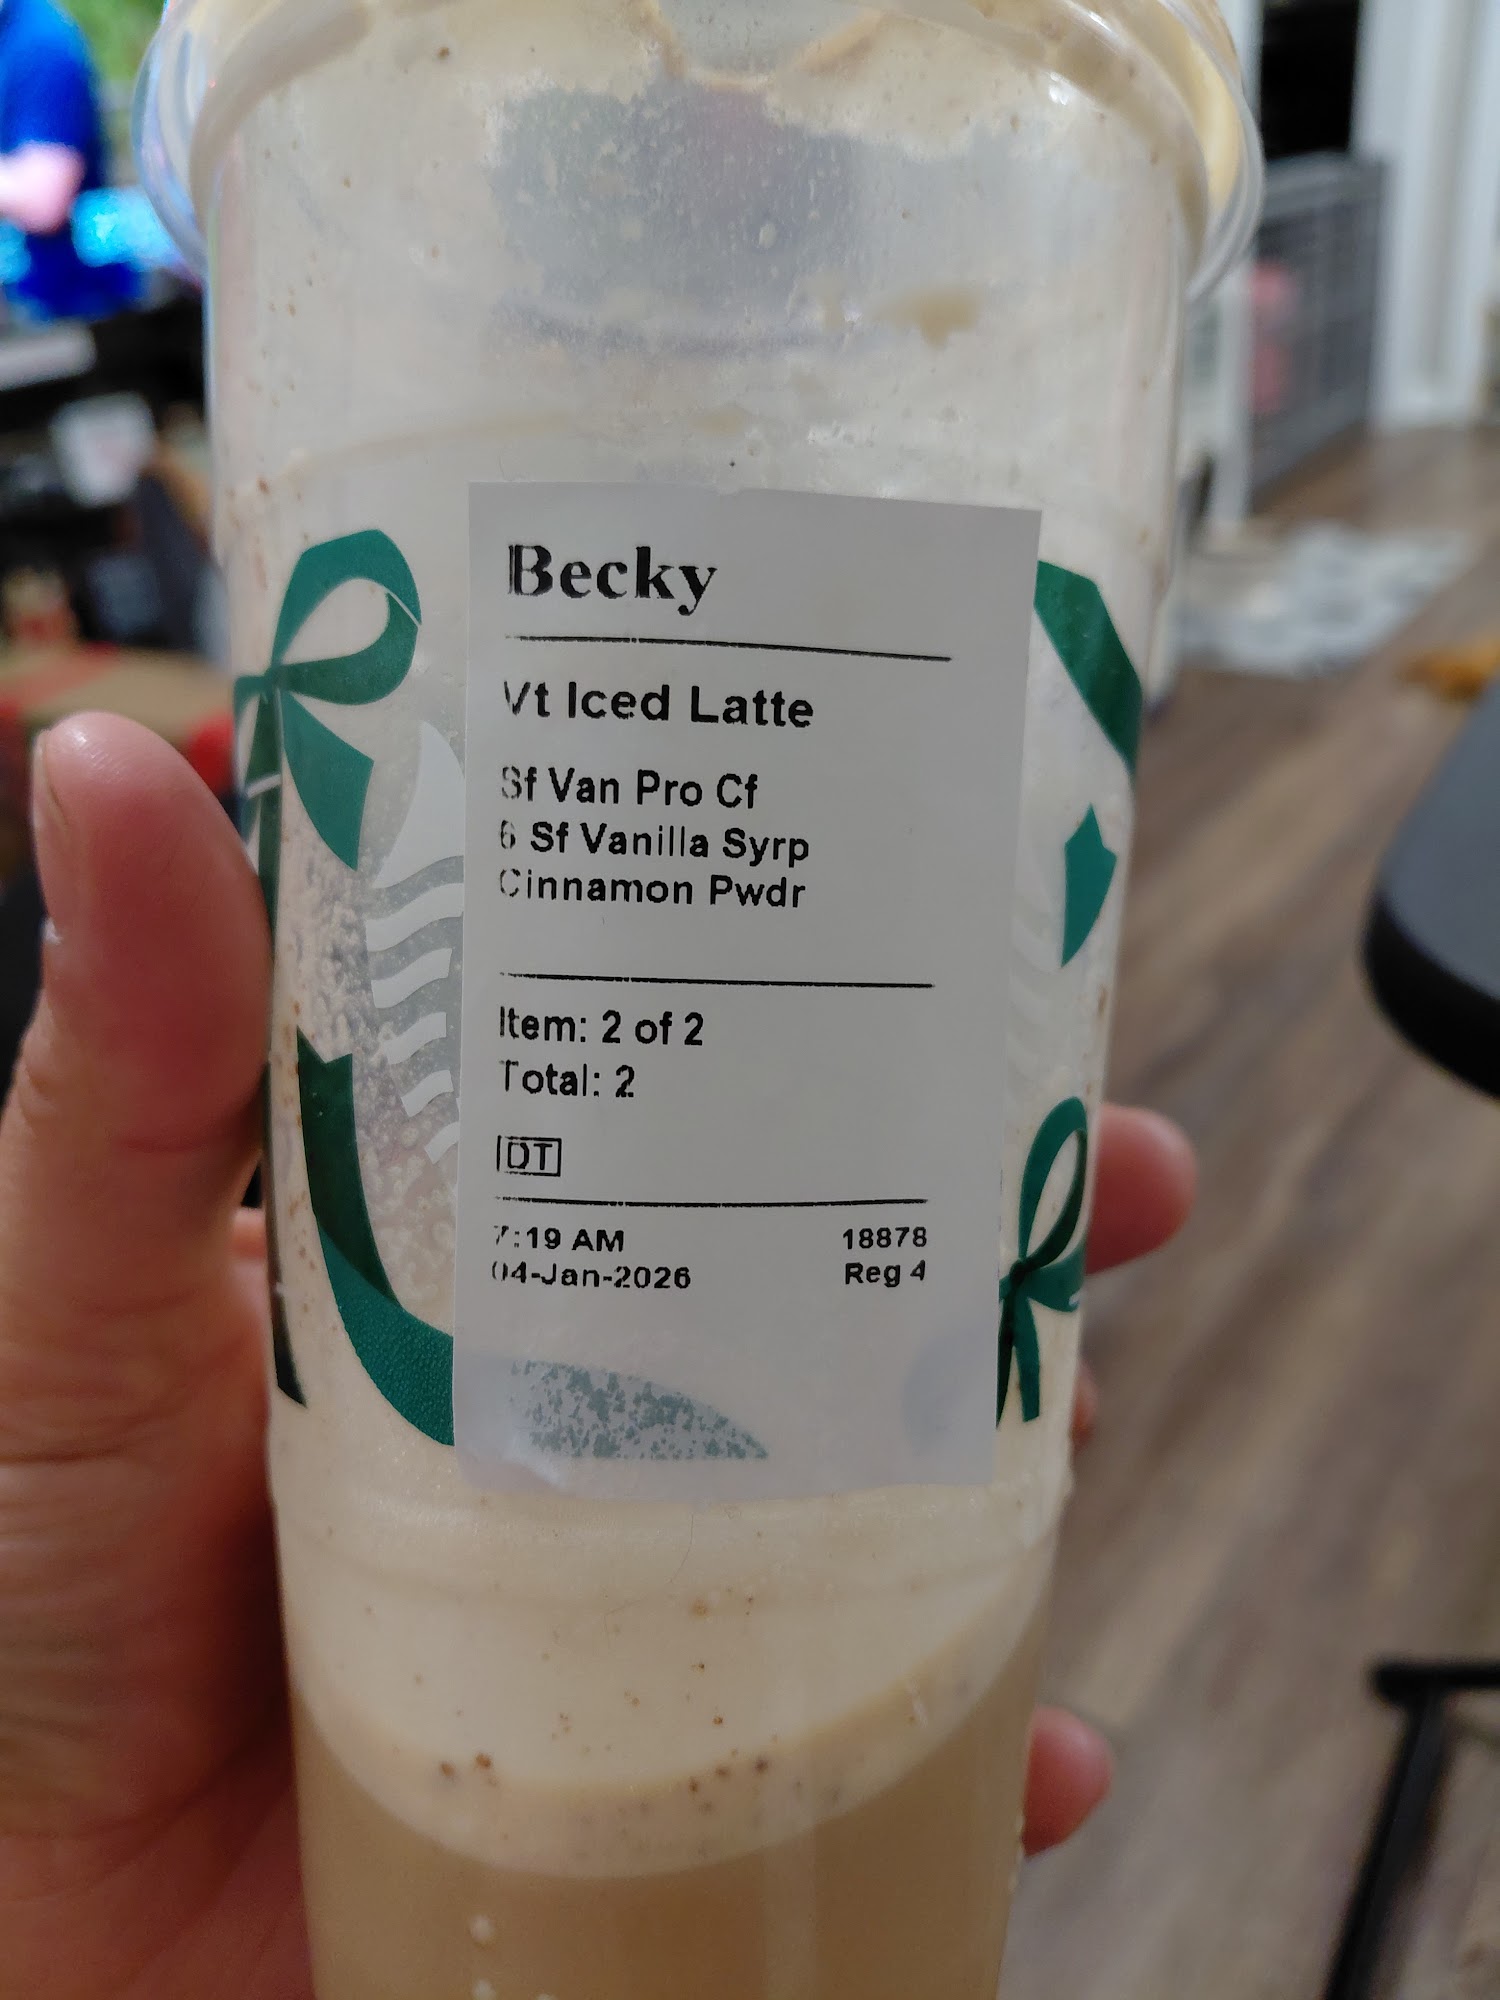 Becky
Vt Iced Latte
Sf Van Pro Cf
6 Sf Vanilla Syrp
Cinnamon Pwdr
Item: 2 of 2
Total: 2
DT
7:19 AM 18878
04-Jan-2026 Reg 4